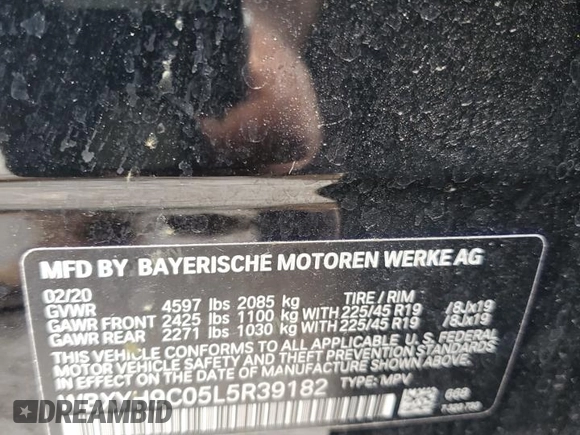 MFD BY BAYERISCHE MOTOREN WERKE AG
02/20
GVWR 4597 lbs 2085 kg TIRE / RIM
GAWR FRONT 2425 lbs 1100 kg WITH 225/45 R19 /8Jx19
GAWR REAR 2271 lbs 1030 kg WITH 225/45 R19 /8Jx19
THIS VEHICLE CONFORMS TO ALL APPLICABLE U. S. FEDERAL
MOTOR VEHICLE SAFETY AND THEFT PREVENTION STANDARDS
IN EFFECT ON THE DATE OF MANUFACTURE SHOWN ABOVE.
C05L5R39182 TYPE: MPV 668
DREAMBID.COM